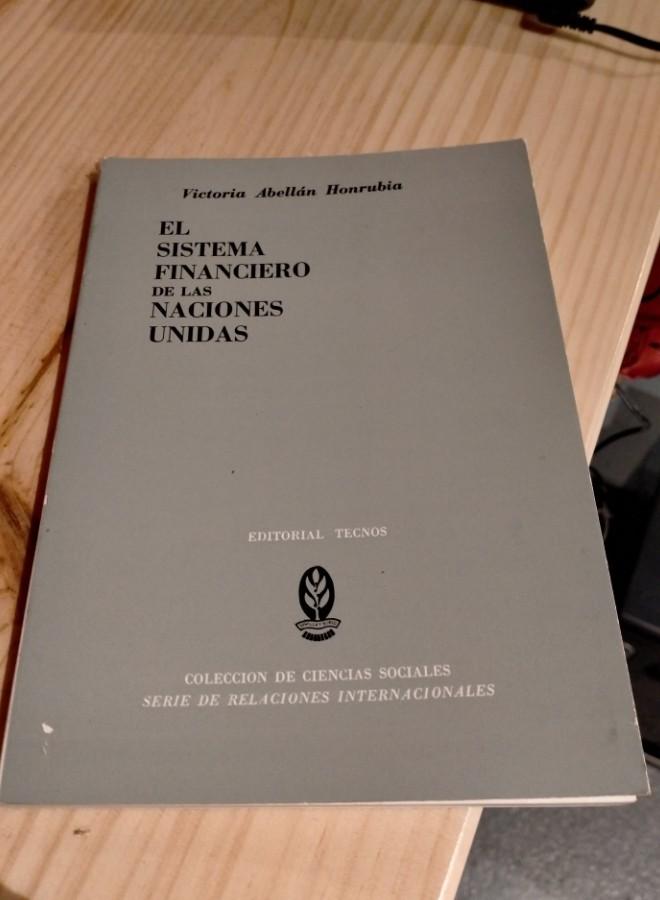 Victoria Abellán Honrubia
EL
SISTEMA
FINANCIERO
DE LAS
NACIONES
UNIDAS
EDITORIAL TECNOS
COLECCION DE CIENCIAS SOCIALES
SERIE DE RELACIONES INTERNACIONALES